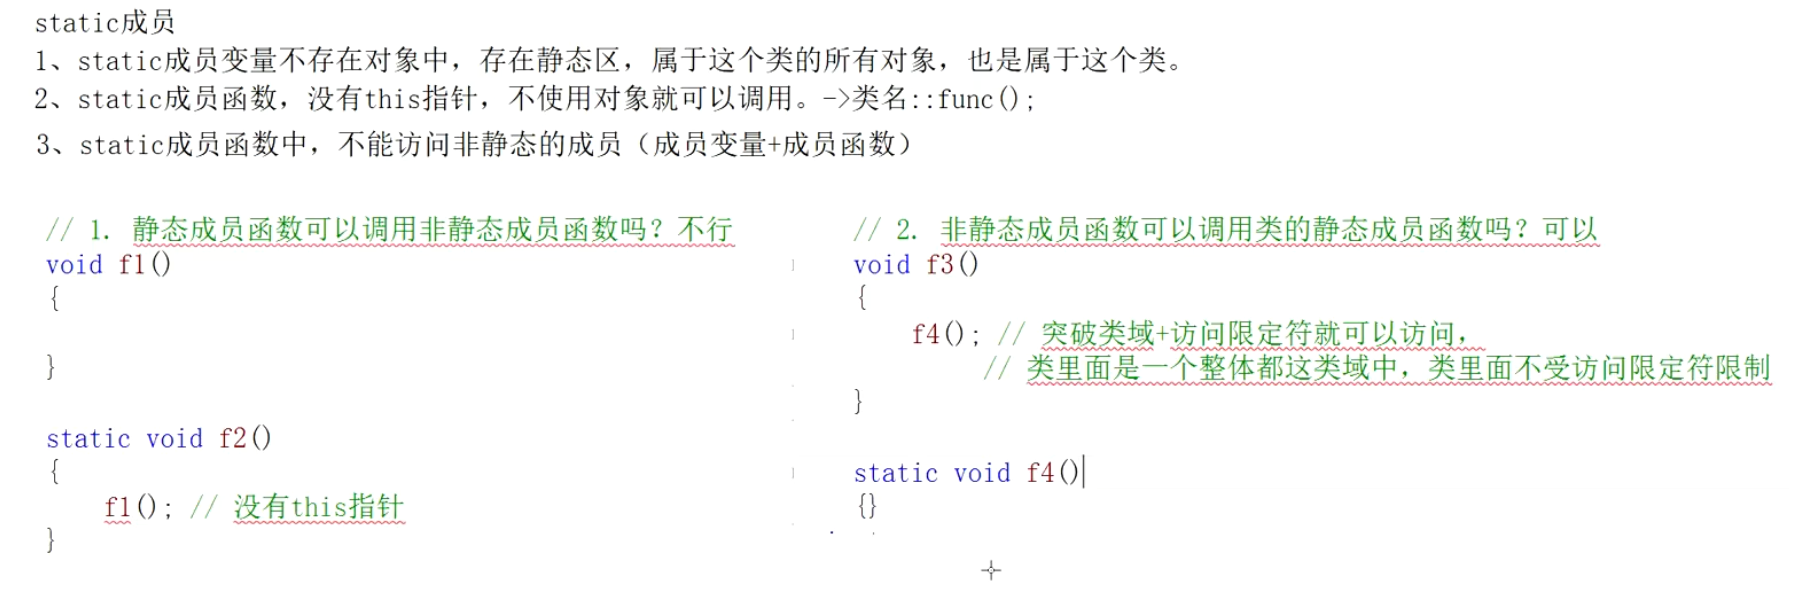 static成员
1、static成员变量不存在对象中，存在静态区，属于这个类的所有对象，也是属于这个类。
2、static成员函数，没有this指针，不使用对象就可以调用。->类名::func();
3、static成员函数中，不能访问非静态的成员（成员变量+成员函数）
// 1. 静态成员函数可以调用非静态成员函数吗？不行
void f1()
{
}
static void f2()
{
f1(); // 没有this指针
}
// 2. 非静态成员函数可以调用类的静态成员函数吗？可以
void f3()
{
f4(); // 突破类域+访问限定符就可以访问，
// 类里面是一个整体都这类域中，类里面不受访问限定符限制
}
static void f4()
{}